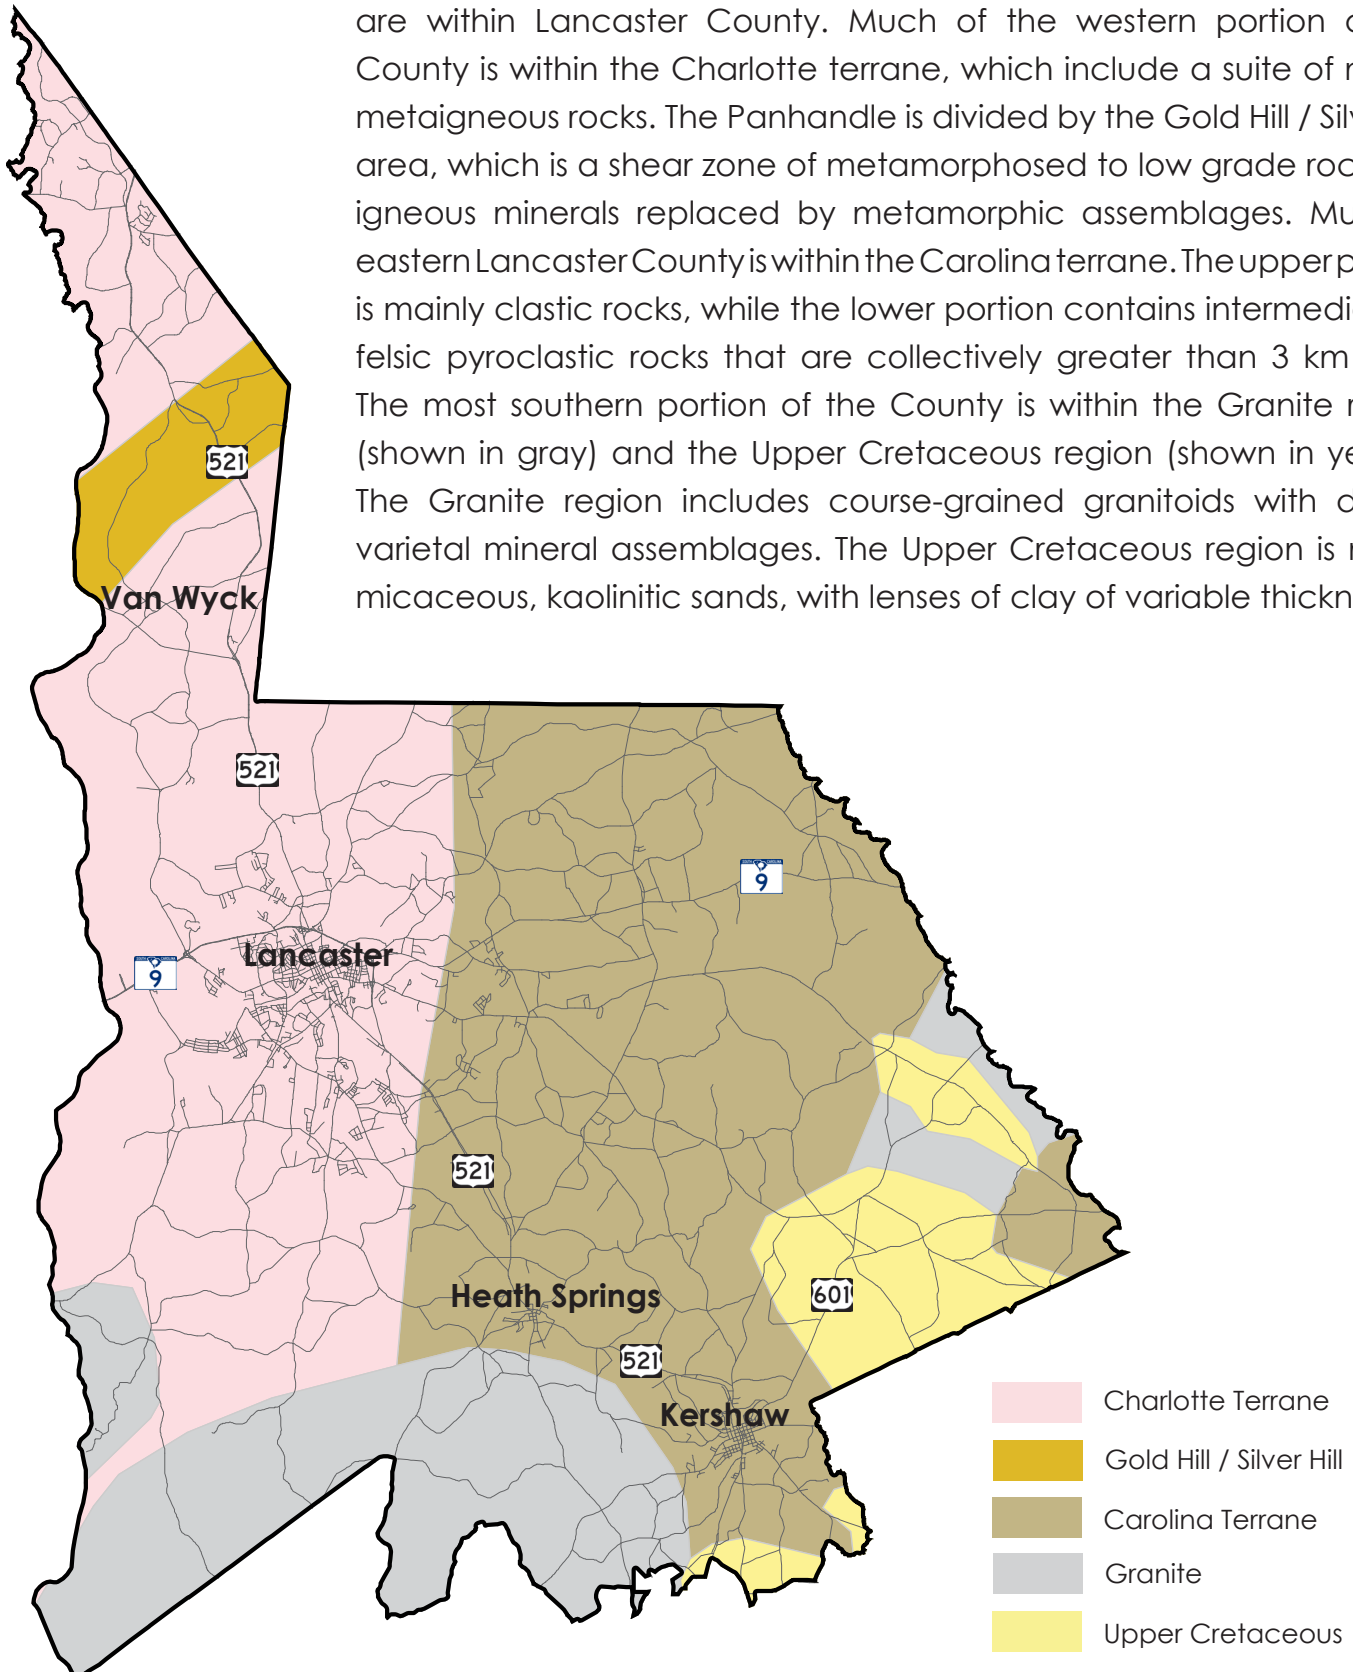 are within Lancaster County. Much of the western portion
County is within the Charlotte terrane, which include a suite of
metaigneous rocks. The Panhandle is divided by the Gold Hill /
area, which is a shear zone of metamorphosed to low grade
igneous minerals replaced by metamorphic assemblages.
eastern Lancaster County is within the Carolina terrane. The upper
is mainly clastic rocks, while the lower portion contains
felsic pyroclastic rocks that are collectively greater than 3 km
The most southern portion of the County is within the Granite
(shown in gray) and the Upper Cretaceous region (shown in
The Granite region includes course-grained granitoids with
varietal mineral assemblages. The Upper Cretaceous region is
micaceous, kaolinitic sands, with lenses of clay of variable
521
Van Wyck
521
SOUTH CAROLINA
9
Lancaster
SOUTH CAROLINA
9
521
Heath Springs
601
521
Kershaw
Charlotte Terrane
Gold Hill / Silver Hill
Carolina Terrane
Granite
Upper Cretaceous